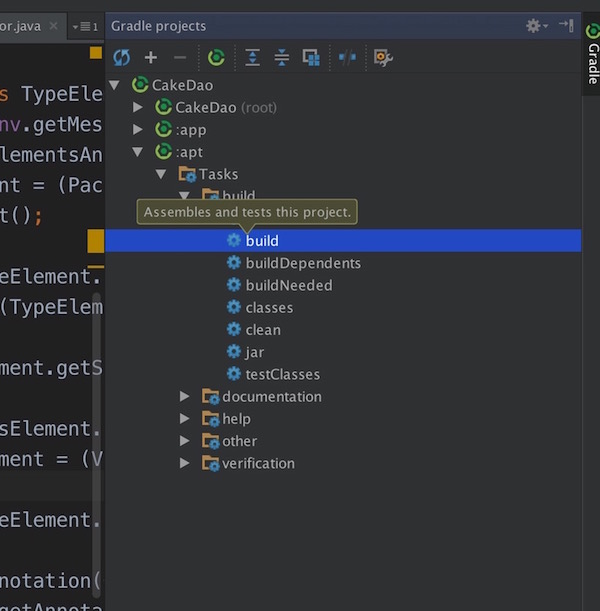 or.java
1
Gradle projects
Gradle
CakeDao
CakeDao (root)
:app
:apt
Tasks
build
Assembles and tests this project.
build
buildDependents
buildNeeded
classes
clean
jar
testClasses
documentation
help
other
verification
s TypeEle
nv.getMes
lementsAn
nt = (Pac
t();
eElement.
(TypeElem
ment.getS
sElement.
ment = (V
eElement.
notation(
getAnnota